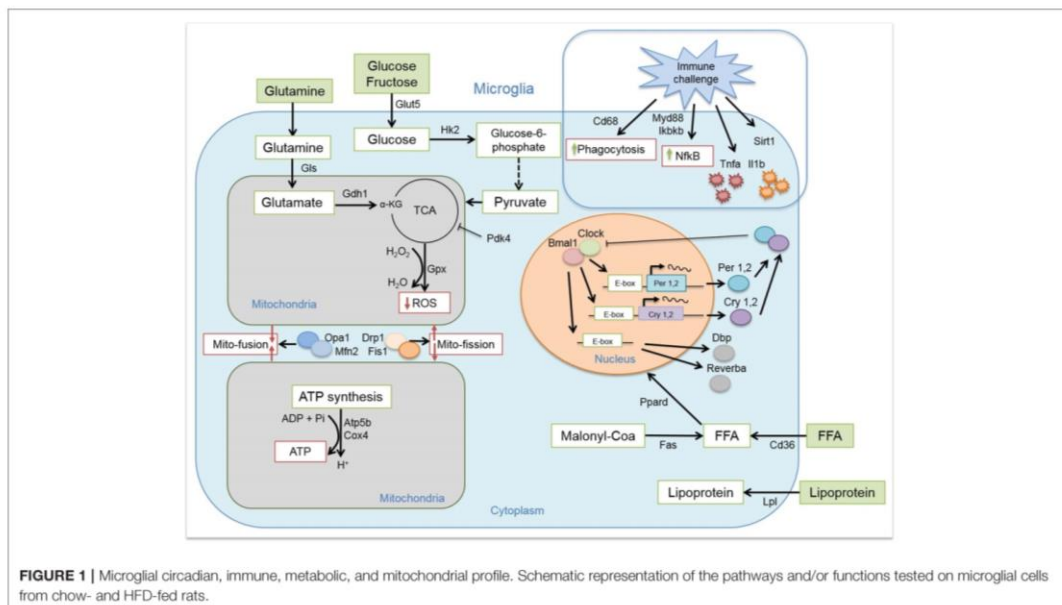 Glutamine
Glucose
Fructose
Microglia
Glut5
Glutamine
Glucose
Hk2
Glucose-6-
phosphate
Gls
Glutamate
Gdh1
α-KG
TCA
Pyruvate
Pdk4
H2O2
H2O
Gpx
ROS
Mitochondria
Immune
challenge
Cd68
Myd88
Ikbkb
Sirt1
Phagocytosis
NfkB
Tnfa
Il1b
Clock
Bmal1
E-box
Per 1,2
Per 1,2
E-box
Cry 1,2
Cry 1,2
E-box
Nucleus
Dbp
Reverba
Mito-fusion
Opa1
Mfn2
Drp1
Fis1
Mito-fission
ATP synthesis
ADP + Pi
Atp5b
Cox4
ATP
H+
Mitochondria
Cytoplasm
Ppard
Malonyl-Coa
Fas
FFA
Cd36
FFA
Lipoprotein
Lpl
Lipoprotein
FIGURE 1 | Microglial circadian, immune, metabolic, and mitochondrial profile. Schematic representation of the pathways and/or functions tested on microglial cells
from chow- and HFD-fed rats.